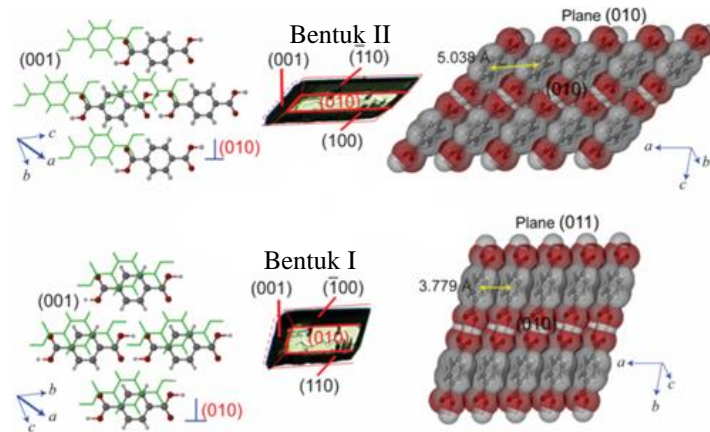 Bentuk II
(001)
(001)
(1̄10)
(010)
(100)
(010)
c
a
b
Plane (010)
5.038 Å
(010)
a
b
c
Bentuk I
(001)
(001)
(1̄00)
(010)
(110)
(010)
b
a
c
Plane (011)
3.779 Å
(010)
a
c
b